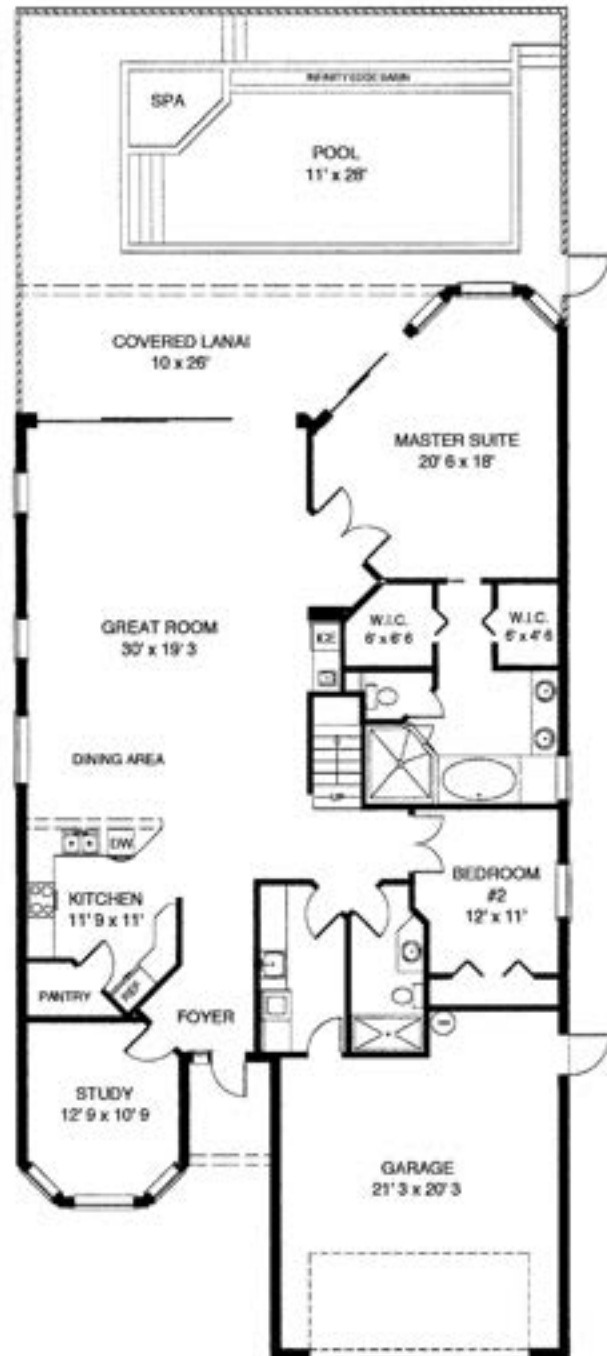 INFINITY EDGE BASIN
SPA
POOL
11' x 28'
COVERED LANAI
10 x 26'
MASTER SUITE
20' 6 x 18'
W.I.C.
6' x 6' 6
W.I.C.
6' x 4' 6
GREAT ROOM
30' x 19' 3
ICE
DINING AREA
UP
DW
KITCHEN
11' 9 x 11'
BEDROOM
#2
12' x 11'
PANTRY
REF
FOYER
STUDY
12' 9 x 10' 9
GARAGE
21' 3 x 20' 3